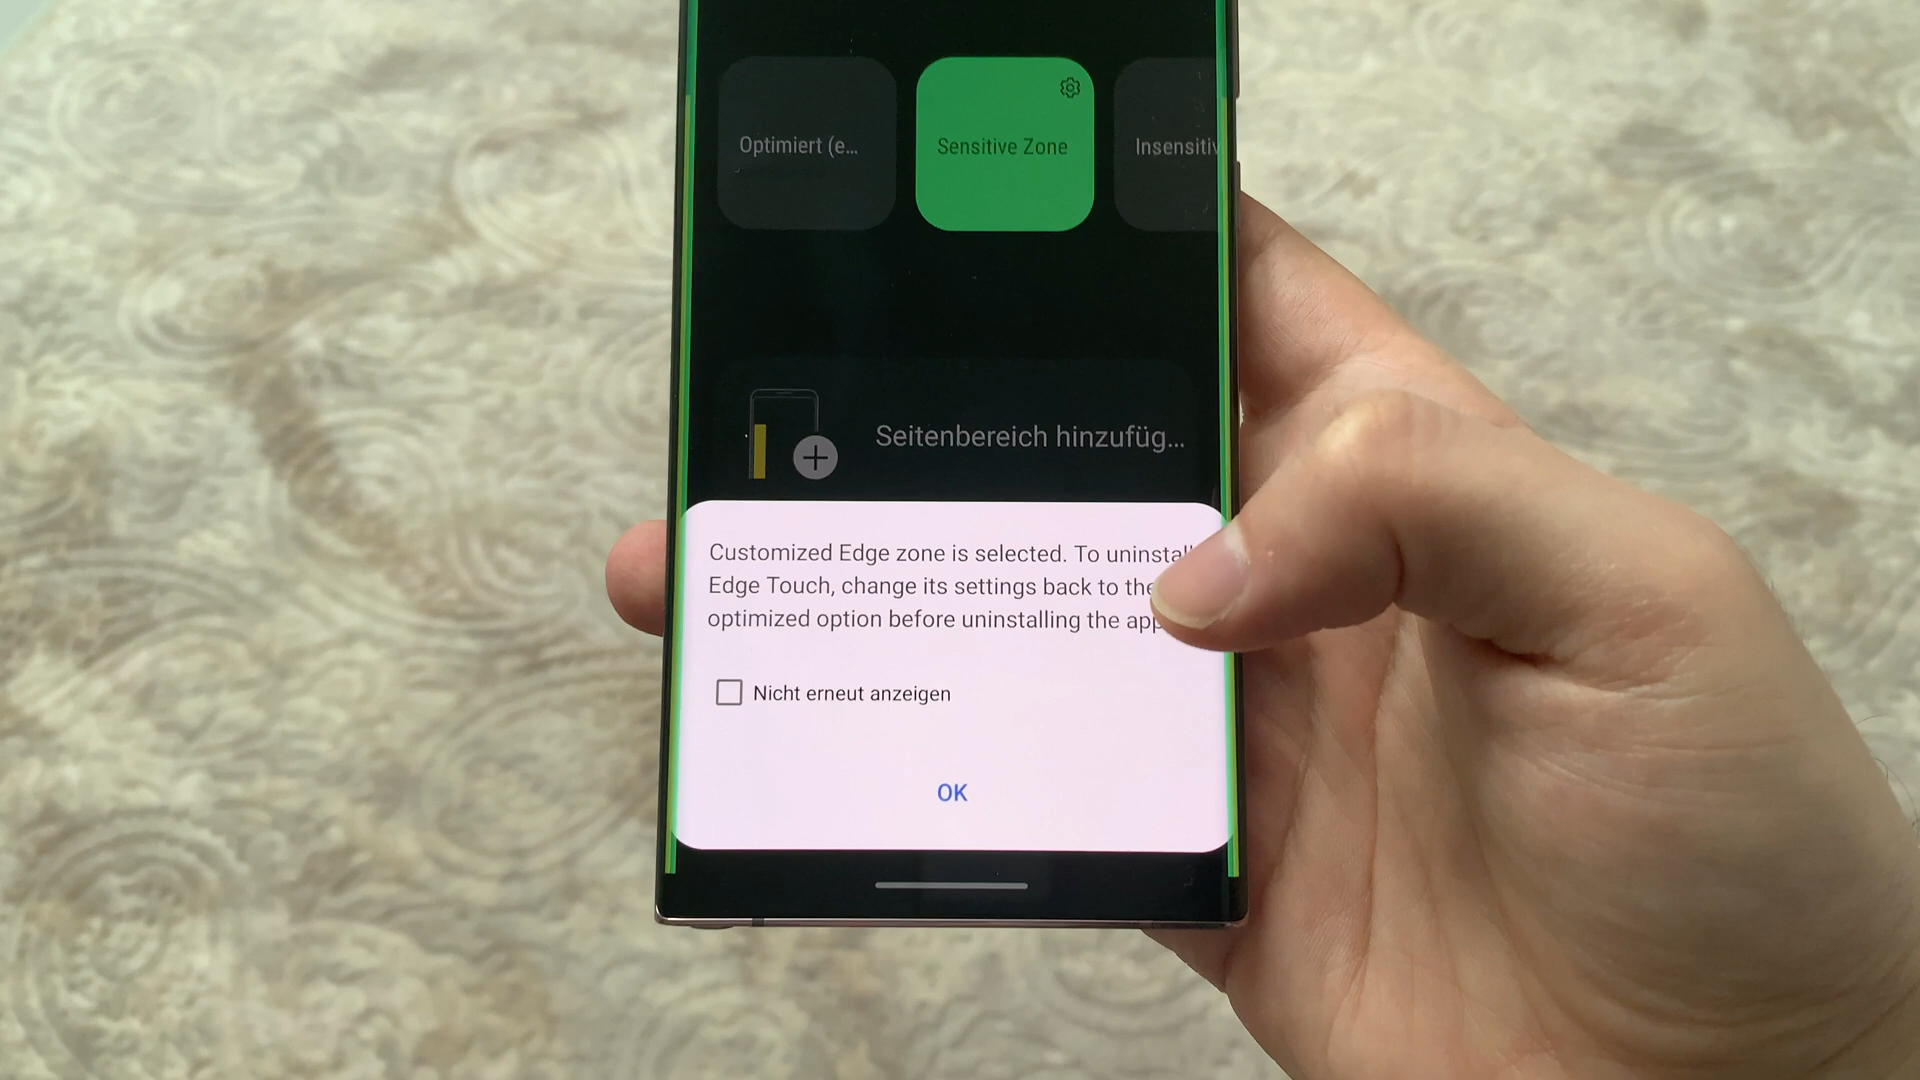 Optimiert (e...
Sensitive Zone
Insensitiv
Seitenbereich hinzufüg...
Customized Edge zone is selected. To
Edge Touch, change its settings back to the
optimized option before uninstalling the app
Nicht erneut anzeigen
OK